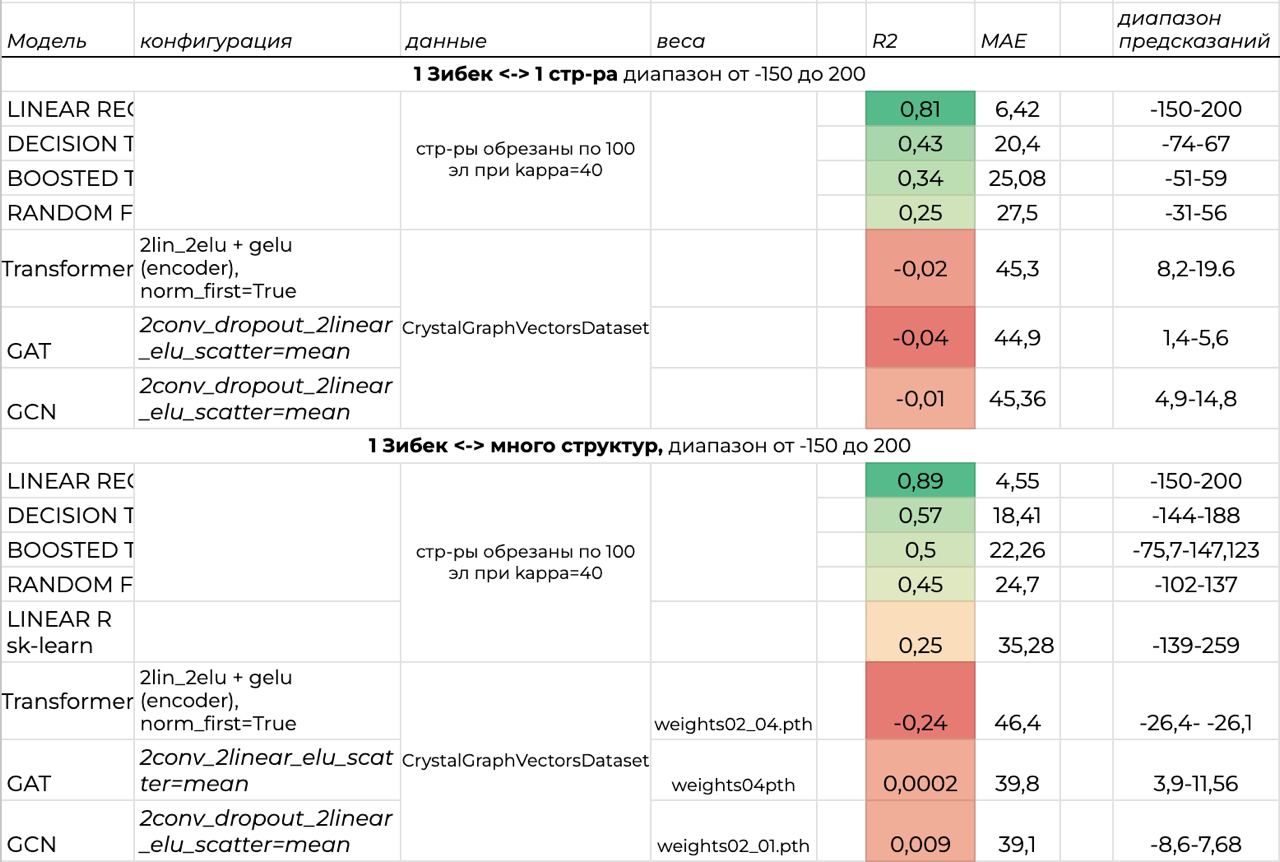 Модель конфигурация данные веса R2 MAE диапазон предсказаний
1 Зибек <-> 1 стр-ра диапазон от -150 до 200
LINEAR REG 0,81 6,42 -150-200
DECISION T 0,43 20,4 -74-67
стр-ры обрезаны по 100
эл при kappa=40
BOOSTED T 0,34 25,08 -51-59
RANDOM F 0,25 27,5 -31-56
2lin_2elu + gelu
(encoder),
norm_first=True
Transformer -0,02 45,3 8,2-19.6
CrystalGraphVectorsDataset
2conv_dropout_2linear
_elu_scatter=mean
GAT -0,04 44,9 1,4-5,6
2conv_dropout_2linear
_elu_scatter=mean
GCN -0,01 45,36 4,9-14,8
1 Зибек <-> много структур, диапазон от -150 до 200
LINEAR REG 0,89 4,55 -150-200
DECISION T 0,57 18,41 -144-188
стр-ры обрезаны по 100
эл при kappa=40
BOOSTED T 0,5 22,26 -75,7-147,123
RANDOM F 0,45 24,7 -102-137
LINEAR R
sk-learn 0,25 35,28 -139-259
2lin_2elu + gelu
(encoder),
norm_first=True
Transformer weights02_04.pth -0,24 46,4 -26,4- -26,1
CrystalGraphVectorsDataset
2conv_2linear_elu_scat
ter=mean
GAT weights04pth 0,0002 39,8 3,9-11,56
2conv_dropout_2linear
_elu_scatter=mean
GCN weights02_01.pth 0,009 39,1 -8,6-7,68